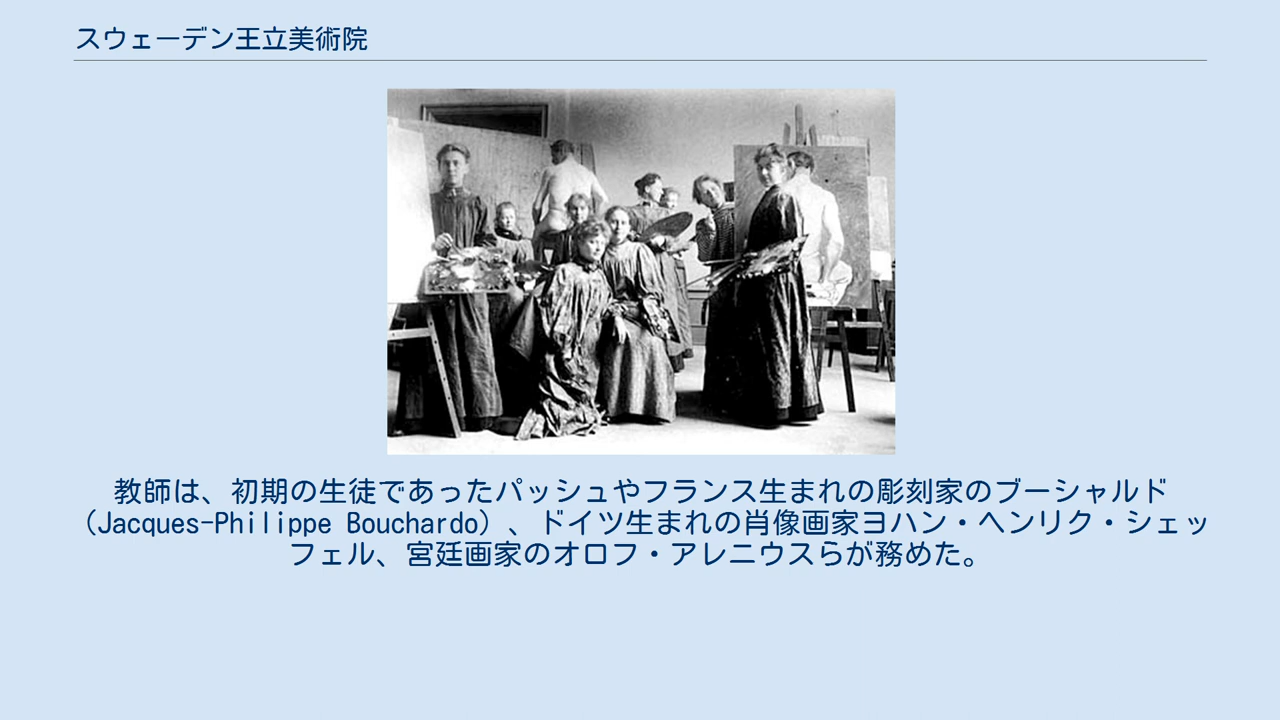 スウェーデン王立美術院
教師は、初期の生徒であったパッシュやフランス生まれの彫刻家のブーシャルド
（Jacques-Philippe Bouchardo）、ドイツ生まれの肖像画家ヨハン・ヘンリク・シェッ
フェル、宮廷画家のオロフ・アレニウスらが務めた。